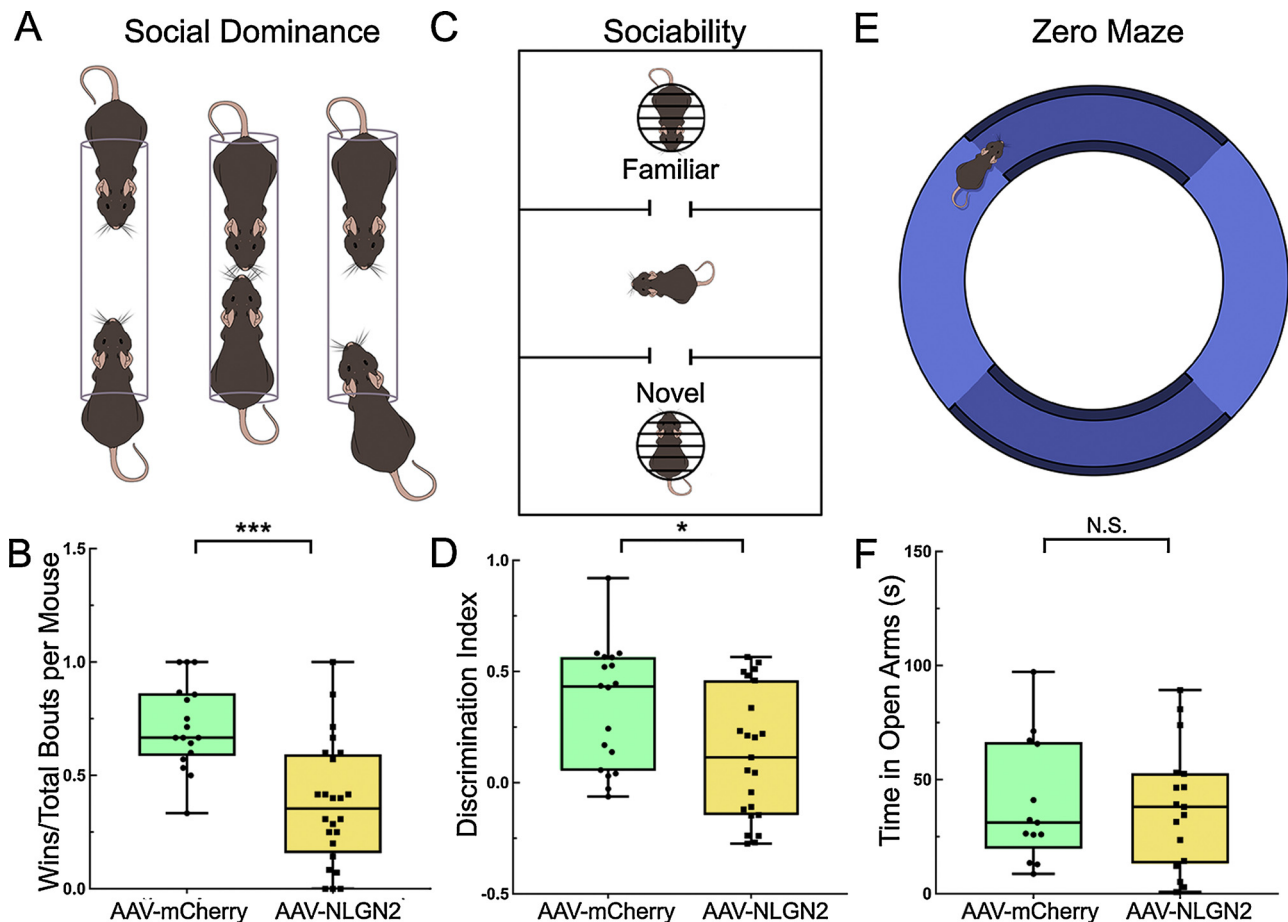 A Social Dominance
C Sociability
E Zero Maze
Familiar
Novel
B
***
Wins/Total Bouts per Mouse
1.5
1.0
0.5
0.0
AAV-mCherry AAV-NLGN2
D
*
Discrimination Index
1.0
0.5
0.0
-0.5
AAV-mCherry AAV-NLGN2
F
N.S.
Time in Open Arms (s)
150
100
50
0
AAV-mCherry AAV-NLGN2